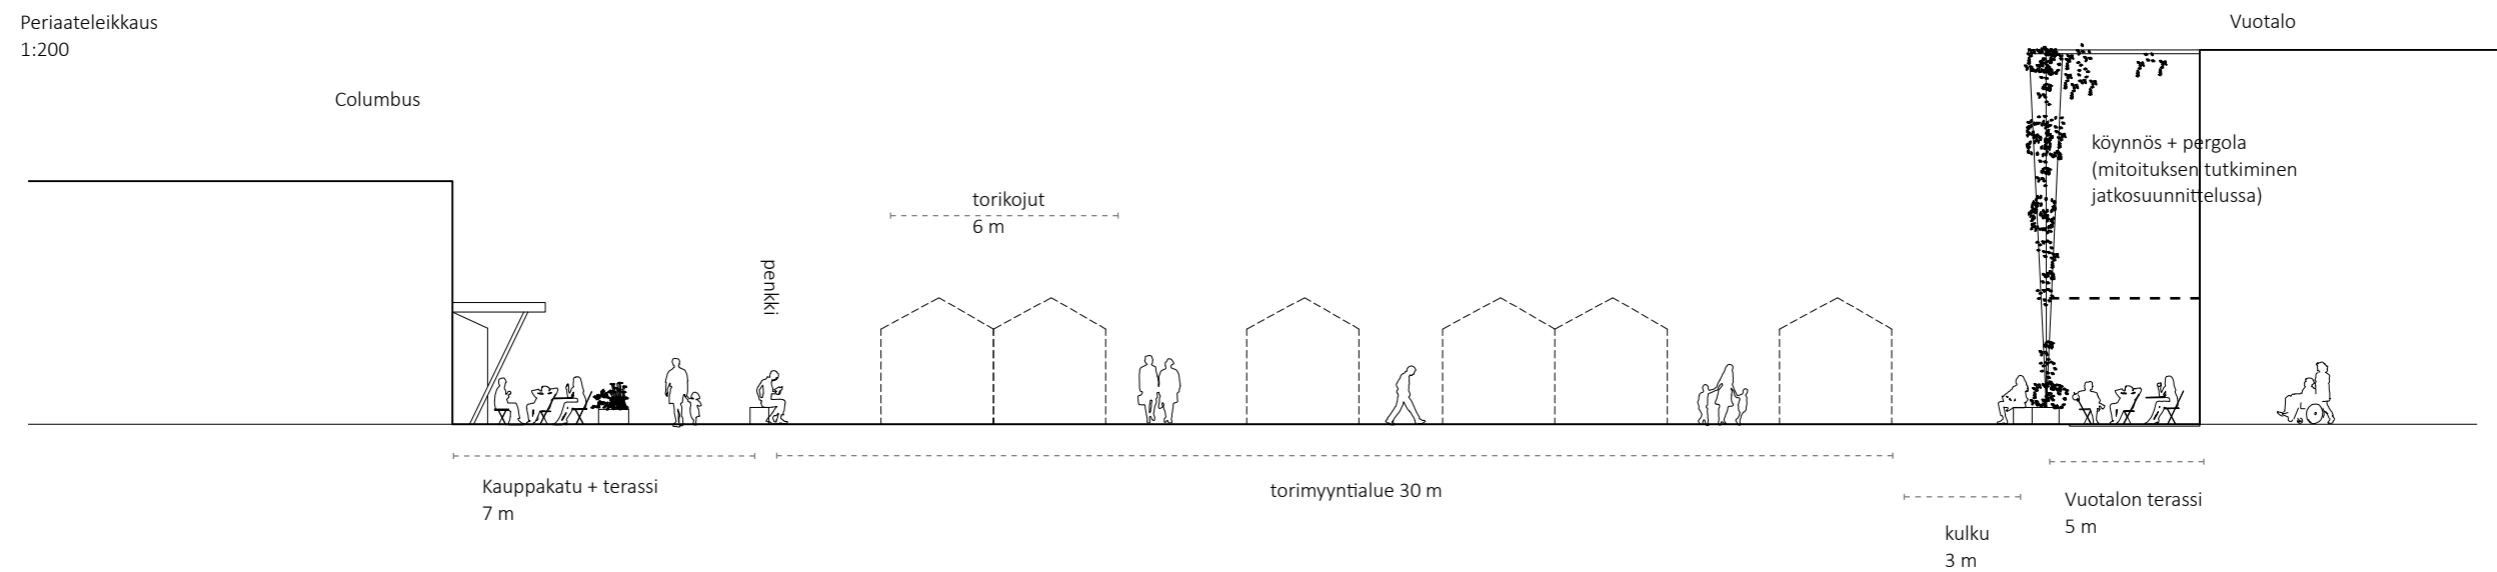 Periaateleikkaus
1:200
Columbus
Vuotalo
köynnös + pergola
(mitoituksen tutkiminen
jatkosuunnittelussa)
torikojut
6 m
penkki
Kauppakatu + terassi
7 m
torimyyntialue 30 m
kulku
3 m
Vuotalon terassi
5 m